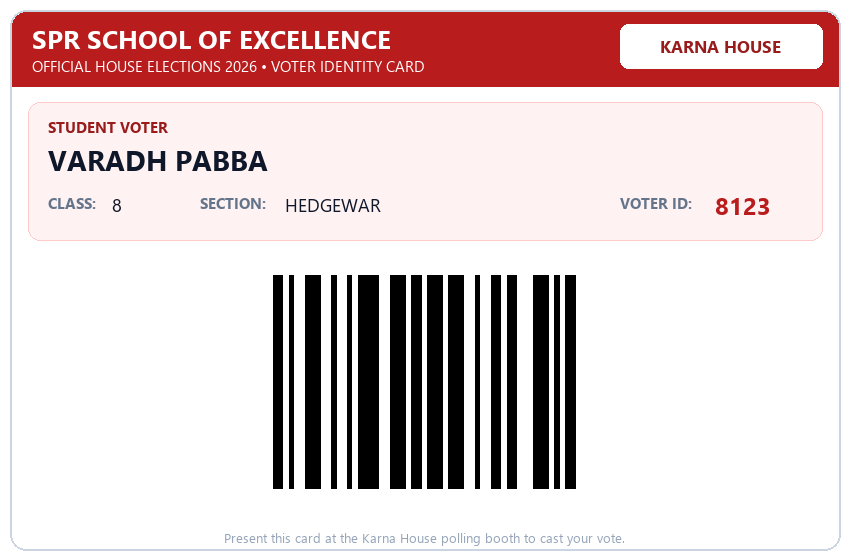 SPR SCHOOL OF EXCELLENCE
OFFICIAL HOUSE ELECTIONS 2026 • VOTER IDENTITY CARD
KARNA HOUSE
STUDENT VOTER
VARADH PABBA
CLASS: 8 SECTION: HEDGEWAR VOTER ID: 8123
Present this card at the Karna House polling booth to cast your vote.